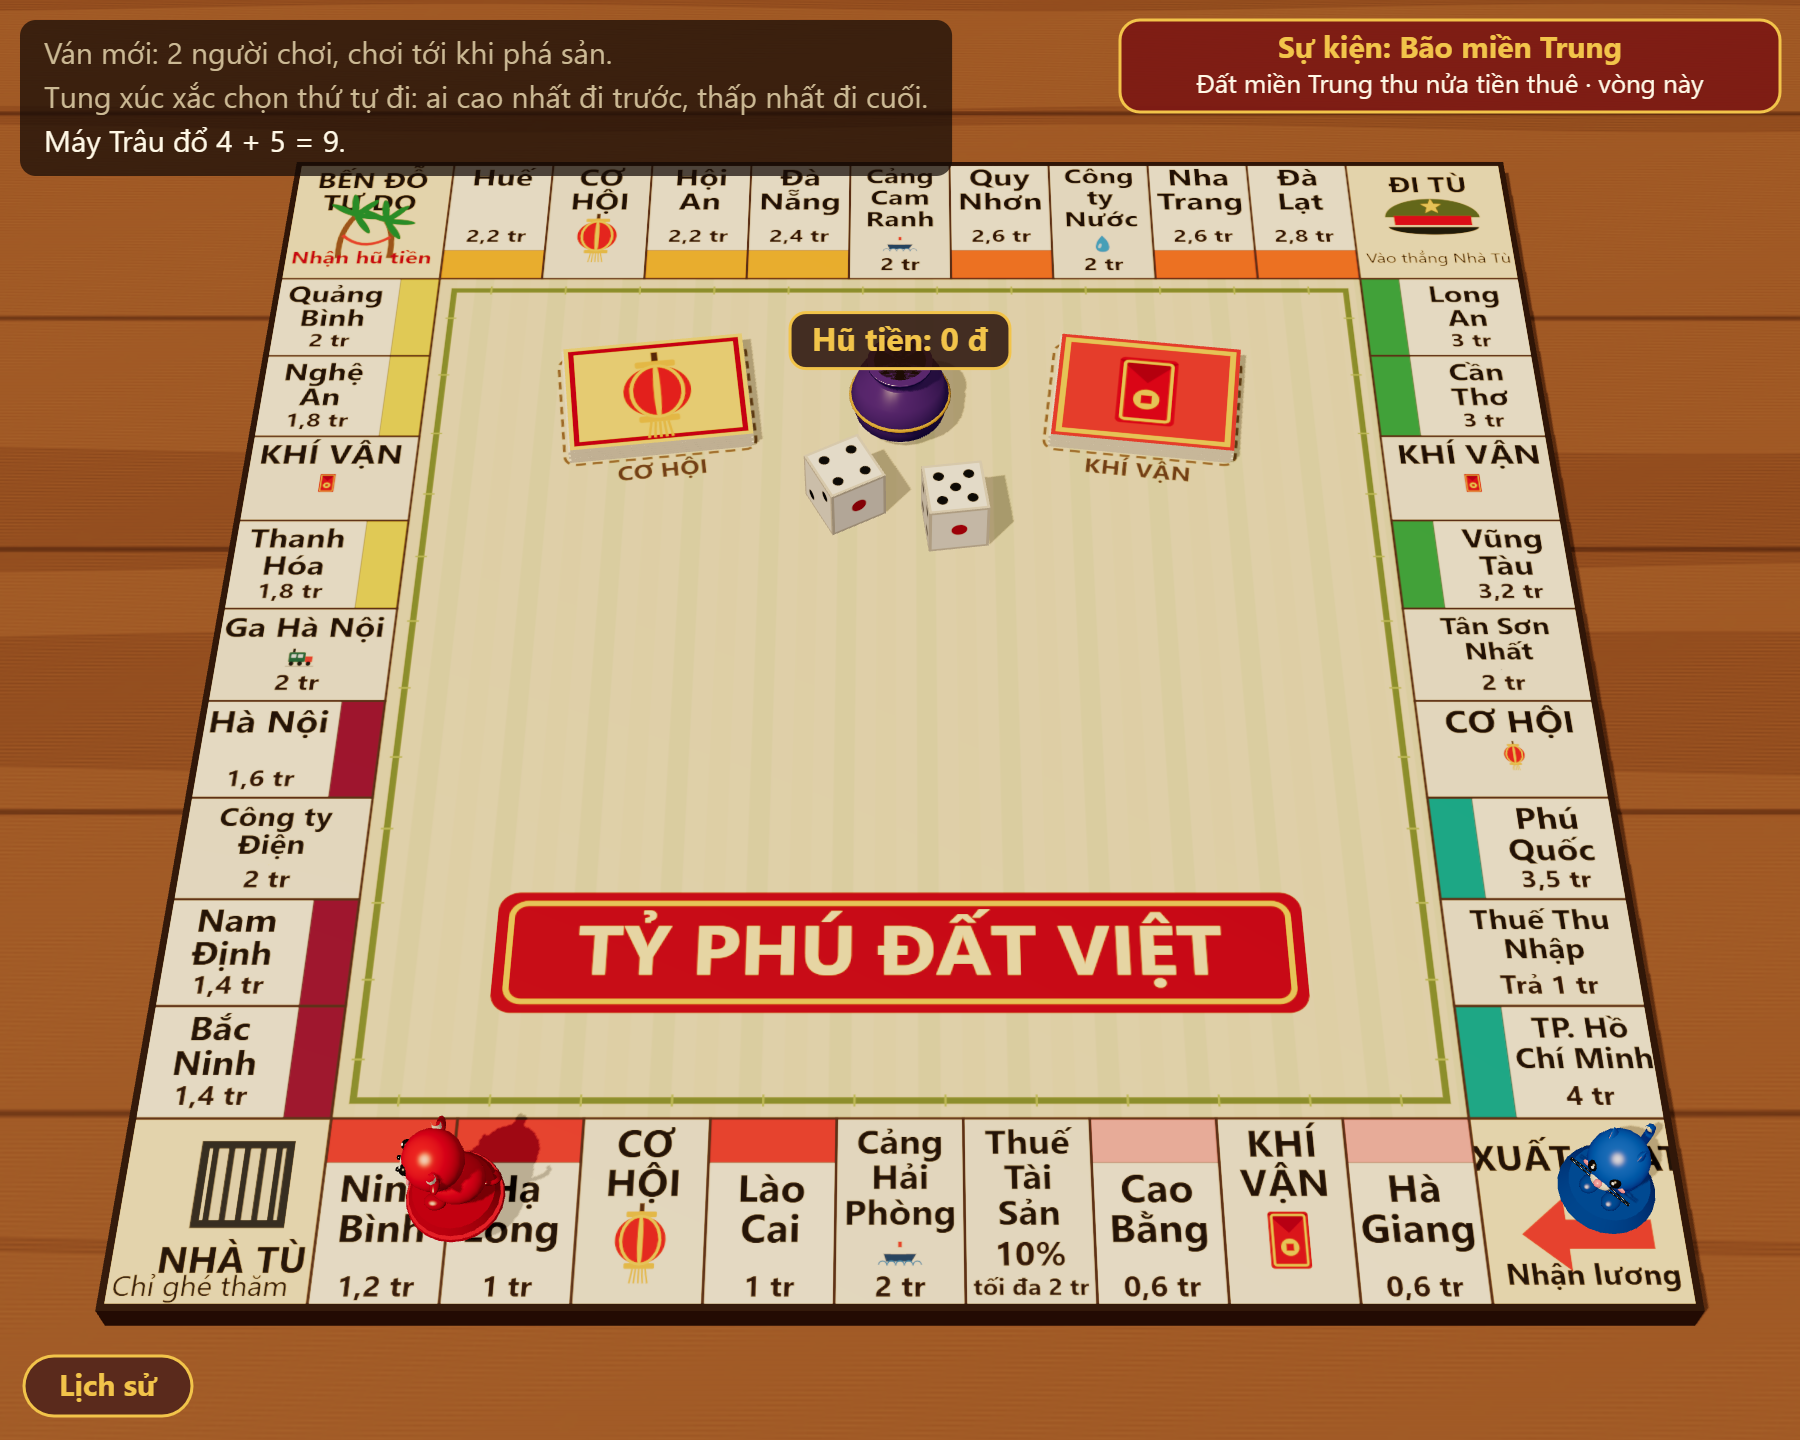 Ván mới: 2 người chơi, chơi tới khi phá sản.
Tung xúc xắc chọn thứ tự đi: ai cao nhất đi trước, thấp nhất đi cuối.
Máy Trâu đổ 4 + 5 = 9.
Sự kiện: Bão miền Trung
Đất miền Trung thu nửa tiền thuê · vòng này
BẾN ĐỖ
TỰ DO
Nhận hũ tiền
Huế
2,2 tr
CƠ
HỘI
Hội
An
2,2 tr
Đà
Nẵng
2,4 tr
Cảng
Cam
Ranh
2 tr
Quy
Nhơn
2,6 tr
Công
ty
Nước
2 tr
Nha
Trang
2,6 tr
Đà
Lạt
2,8 tr
ĐI TÙ
Vào thẳng Nhà Tù
Quảng
Bình
2 tr
Nghệ
An
1,8 tr
KHÍ VẬN
Thanh
Hóa
1,8 tr
Ga Hà Nội
2 tr
Hà Nội
1,6 tr
Công ty
Điện
2 tr
Nam
Định
1,4 tr
Bắc
Ninh
1,4 tr
Hũ tiền: 0 đ
CƠ HỘI
KHÍ VẬN
TỶ PHÚ ĐẤT VIỆT
Long
An
3 tr
Cần
Thơ
3 tr
KHÍ VẬN
Vũng
Tàu
3,2 tr
Tân Sơn
Nhất
2 tr
CƠ HỘI
Phú
Quốc
3,5 tr
Thuế Thu
Nhập
Trả 1 tr
TP. Hồ
Chí Minh
4 tr
NHÀ TÙ
Chỉ ghé thăm
Bình
1,2 tr
1 tr
CƠ
HỘI
Lào
Cai
1 tr
Cảng
Hải
Phòng
2 tr
Thuế
Tài
Sản
10%
tối đa 2 tr
Cao
Bằng
0,6 tr
KHÍ
VẬN
Hà
Giang
0,6 tr
Nhận lương
Lịch sử